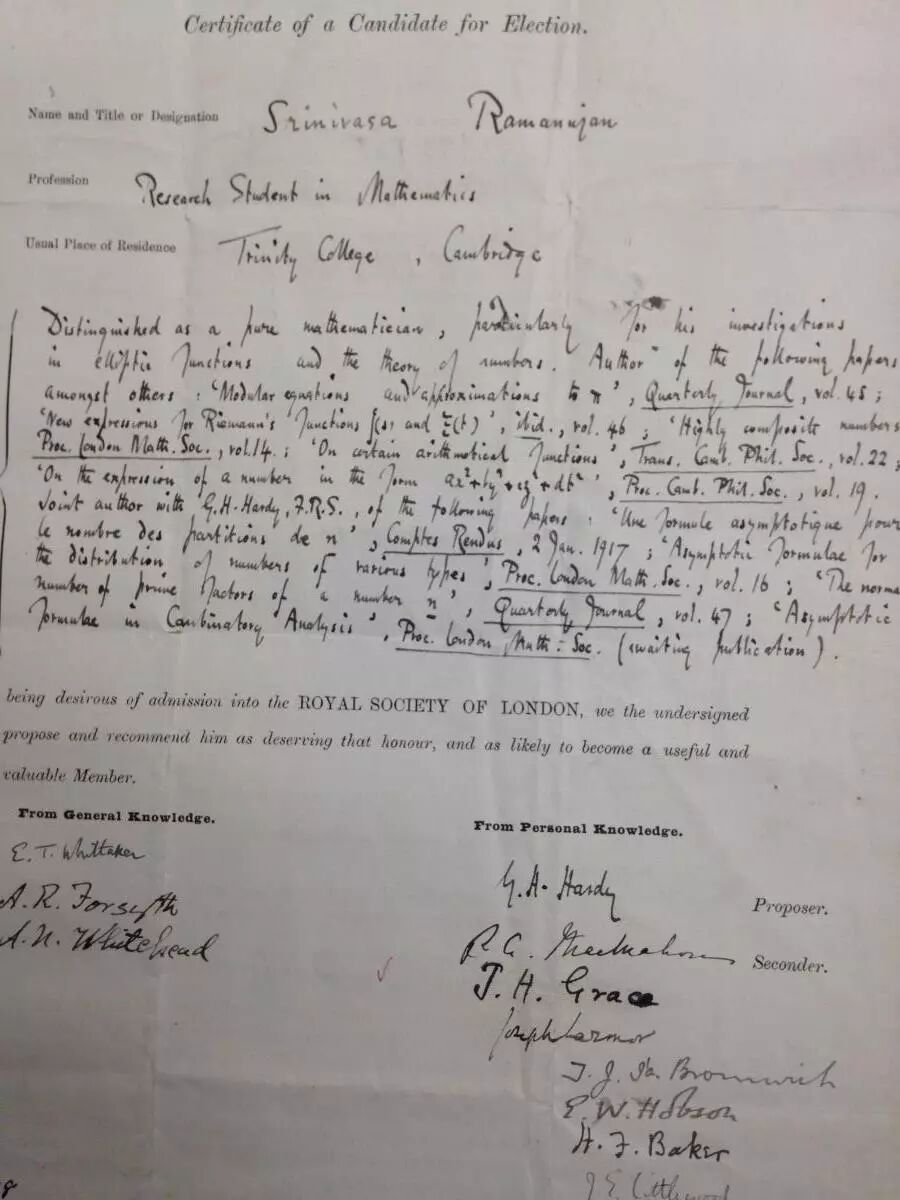 Certificate of a Candidate for Election.
Name and Title or Designation Srinivasa Ramanujan
Profession Research Student in Mathematics
Usual Place of Residence Trinity College , Cambridge
Distinguished as a pure mathematician , particularly for his investigations
in elliptic functions and the theory of numbers . Author of the following papers
amongst others : 'Modular equations and approximations to π' , Quarterly Journal , vol. 45 ;
'New expressions for Riemann's functions ξ(s) and Ξ(t)' , ibid. , vol. 46 ; 'Highly composite numbers
Proc. London Math. Soc. , vol. 14 . : 'On certain arithmetical functions' , Trans. Camb. Phil. Soc. , vol. 22 ;
'On the expression of a number in the form ax²+by²+cz²+dt²' , Proc. Camb. Phil. Soc. , vol. 19 .
Joint author with G.H. Hardy, F.R.S. , of the following papers : 'Une formule asymptotique pour
le nombre des partitions de n' , Comptes Rendus , 2 Jan. 1917 ; 'Asymptotic formulae for
the distribution of numbers of various types' , Proc. London Math. Soc. , vol. 16 ; 'The norma
number of prime factors of a number n' , Quarterly Journal , vol. 47 ; 'Asymptotic
formulae in Combinatory Analysis' , Proc. London Math. Soc. (awaiting publication) .
being desirous of admission into the ROYAL SOCIETY OF LONDON, we the undersigned
propose and recommend him as deserving that honour, and as likely to become a useful and
valuable Member.
From General Knowledge.
E. T. Whittaker
A. R. Forsyth
A. N. Whitehead
From Personal Knowledge.
G. H. Hardy Proposer.
P. A. MacMahon Seconder.
J. H. Grace
Joseph Larmor
T. J. I'a. Bromwich
E. W. Hobson
H. F. Baker
J E Littlewood